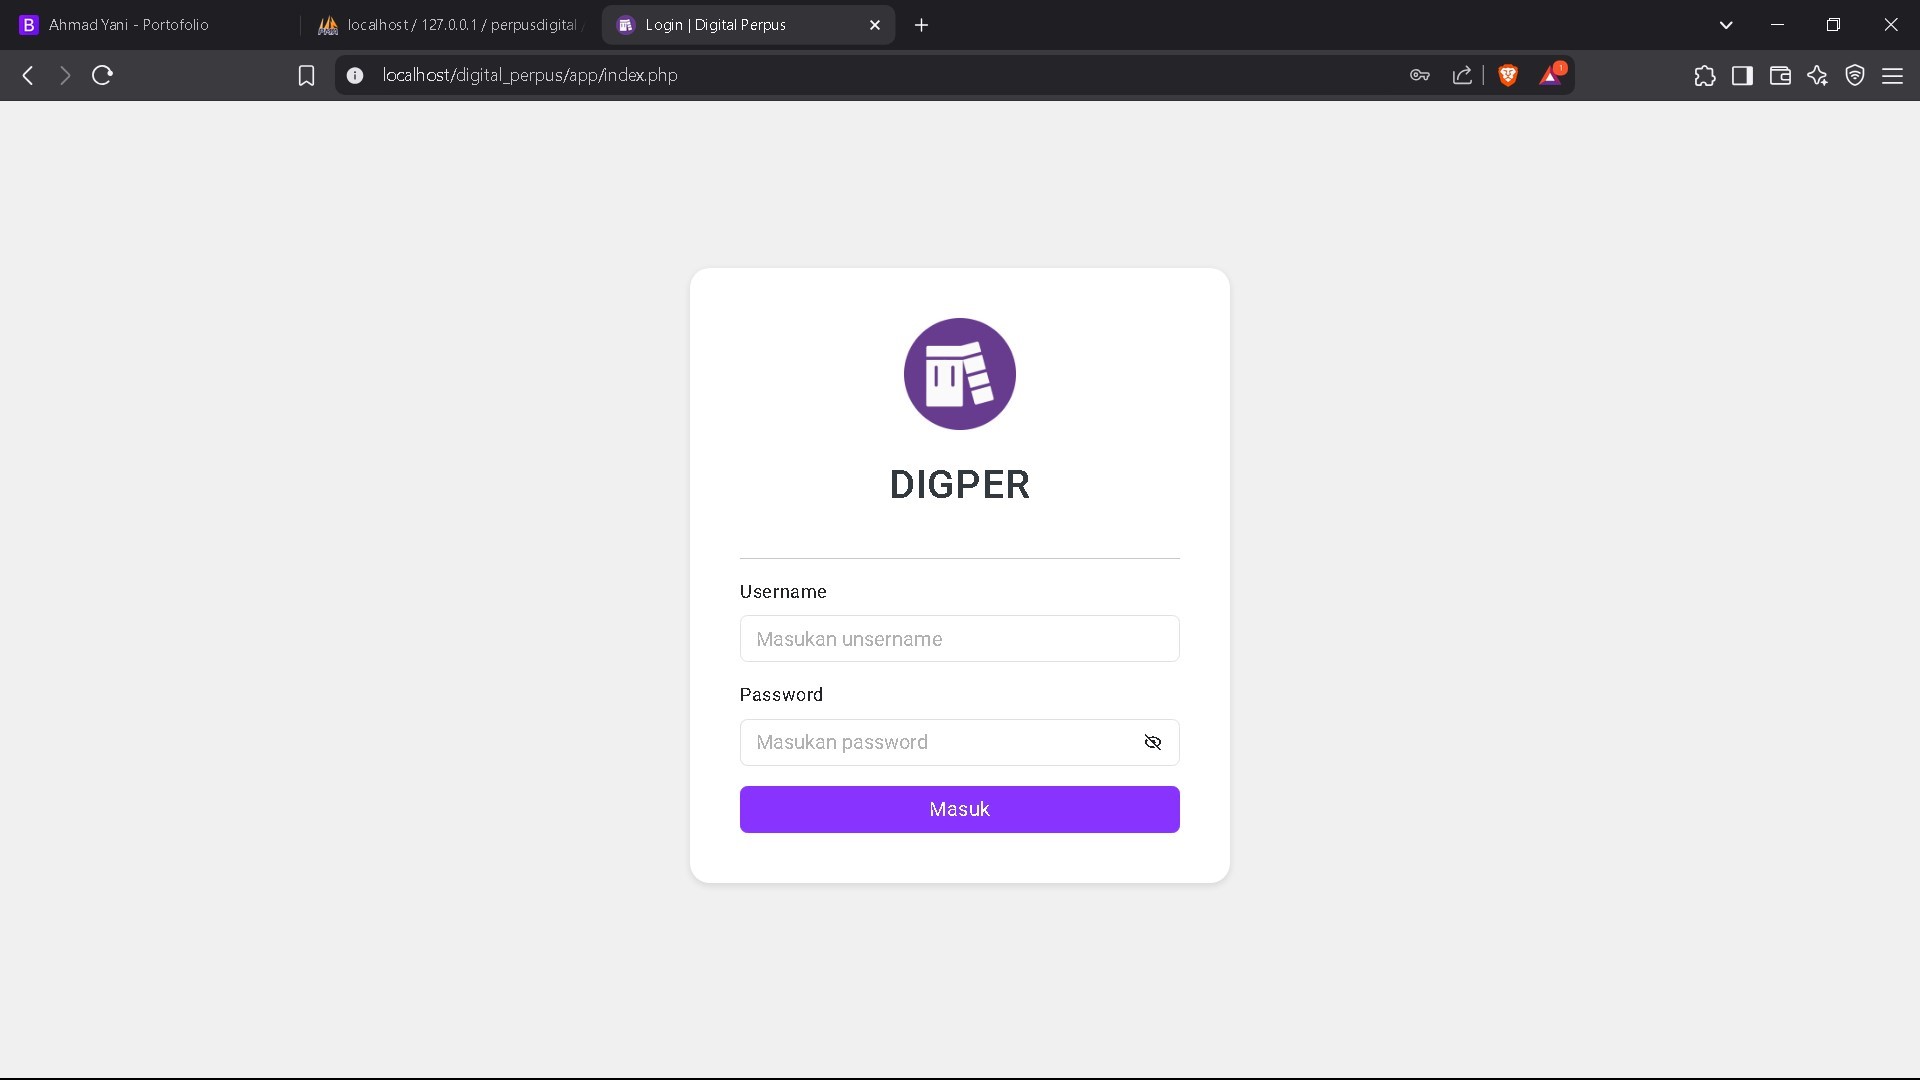 Ahmad Yani - Portofolio
localhost / 127.0.0.1 / perpusdigital
Login | Digital Perpus
localhost/digital_perpus/app/index.php
1
DIGPER
Username
Masukan unsername
Password
Masukan password
Masuk